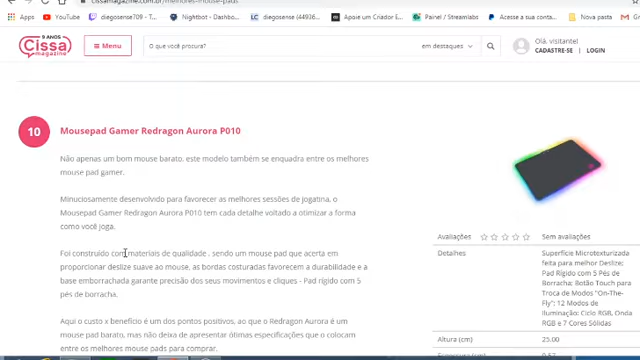 /melhores-mouse-pads
Apps
YouTube
diegosense709 - T...
Nightbot - Dashbo...
diegosense (44936...
Apoie um Criador E...
Painel / Streamlabs
Acesse a sua conta...
Nova pasta
9 ANOS
Cissa
magazine
Menu
O que você procura?
em destaques
Olá, visitante!
CADASTRE-SE | LOGIN
10
Mousepad Gamer Redragon Aurora P010
Não apenas um bom mouse barato, este modelo também se enquadra entre os melhores
mouse pad gamer.
Minuciosamente desenvolvido para favorecer as melhores sessões de jogatina, o
Mousepad Gamer Redragon Aurora P010 tem cada detalhe voltado a otimizar a forma
como você joga.
Foi construído com materiais de qualidade , sendo um mouse pad que acerta em
proporcionar deslize suave ao mouse, as bordas costuradas favorecem a durabilidade e a
base emborrachada garante precisão dos seus movimentos e cliques - Pad rígido com 5
pés de borracha.
Aqui o custo x benefício é um dos pontos positivos, ao que o Redragon Aurora é um
mouse pad barato, mas não deixa de apresentar ótimas especificações que o colocam
entre os melhores mouse pads para comprar.
Avaliações
Sem avaliações
Detalhes
Superfície Microtexturizada
feita para melhor Deslize;
Pad Rígido com 5 Pés de
Borracha; Botão Touch para
Troca de Modos "On-The-
Fly"; 12 Modos de
Iluminação: Ciclo RGB, Onda
RGB e 7 Cores Sólidas
Altura (cm)
25.00
Espessura (cm)
0.57